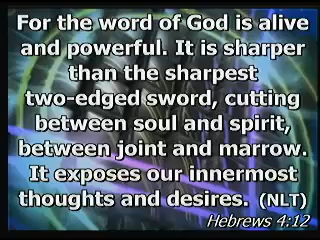 For the word of God is alive
and powerful. It is sharper
than the sharpest
two-edged sword, cutting
between soul and spirit,
between joint and marrow.
It exposes our innermost
thoughts and desires. (NLT)
Hebrews 4:12